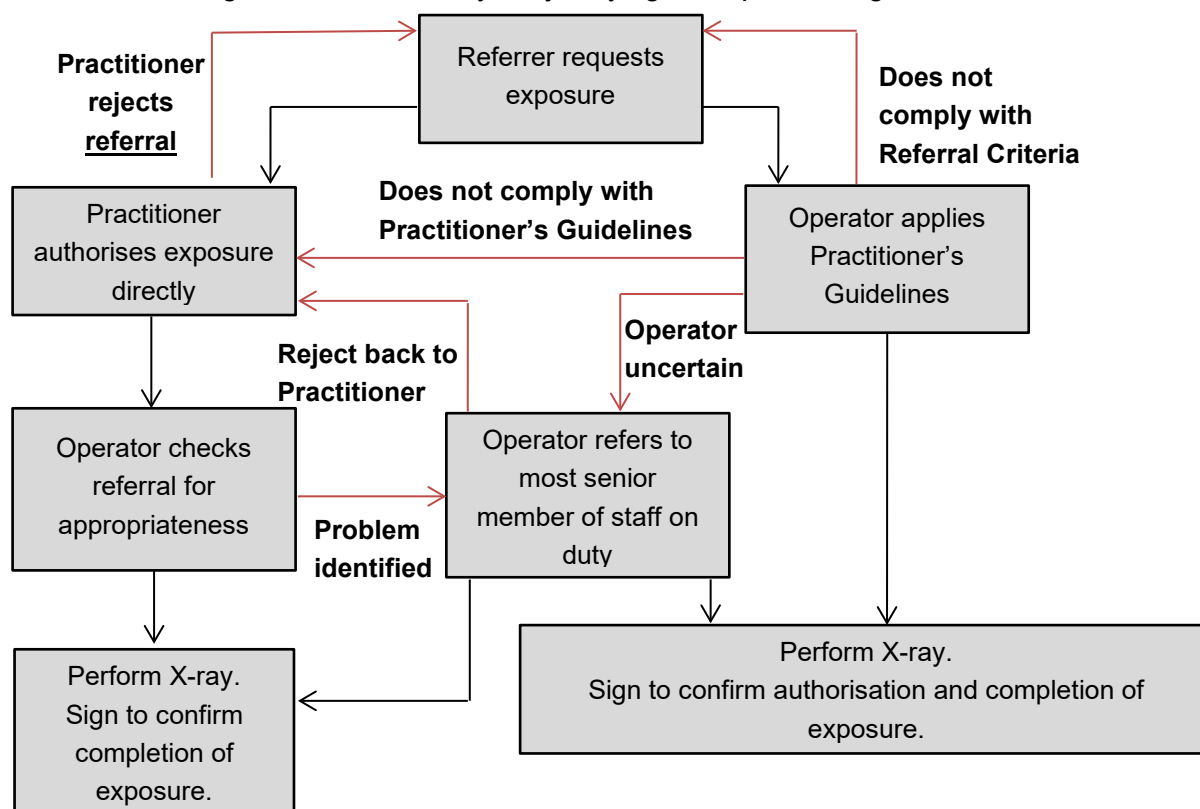 Practitioner
rejects
referral
Referrer requests
exposure
Does not
comply with
Referral Criteria
Practitioner
authorises exposure
directly
Does not comply with
Practitioner’s Guidelines
Operator applies
Practitioner’s
Guidelines
Reject back to
Practitioner
Operator
uncertain
Operator checks
referral for
appropriateness
Problem
identified
Operator refers to
most senior
member of staff on
duty
Perform X-ray.
Sign to confirm
completion of
exposure.
Perform X-ray.
Sign to confirm authorisation and completion of
exposure.